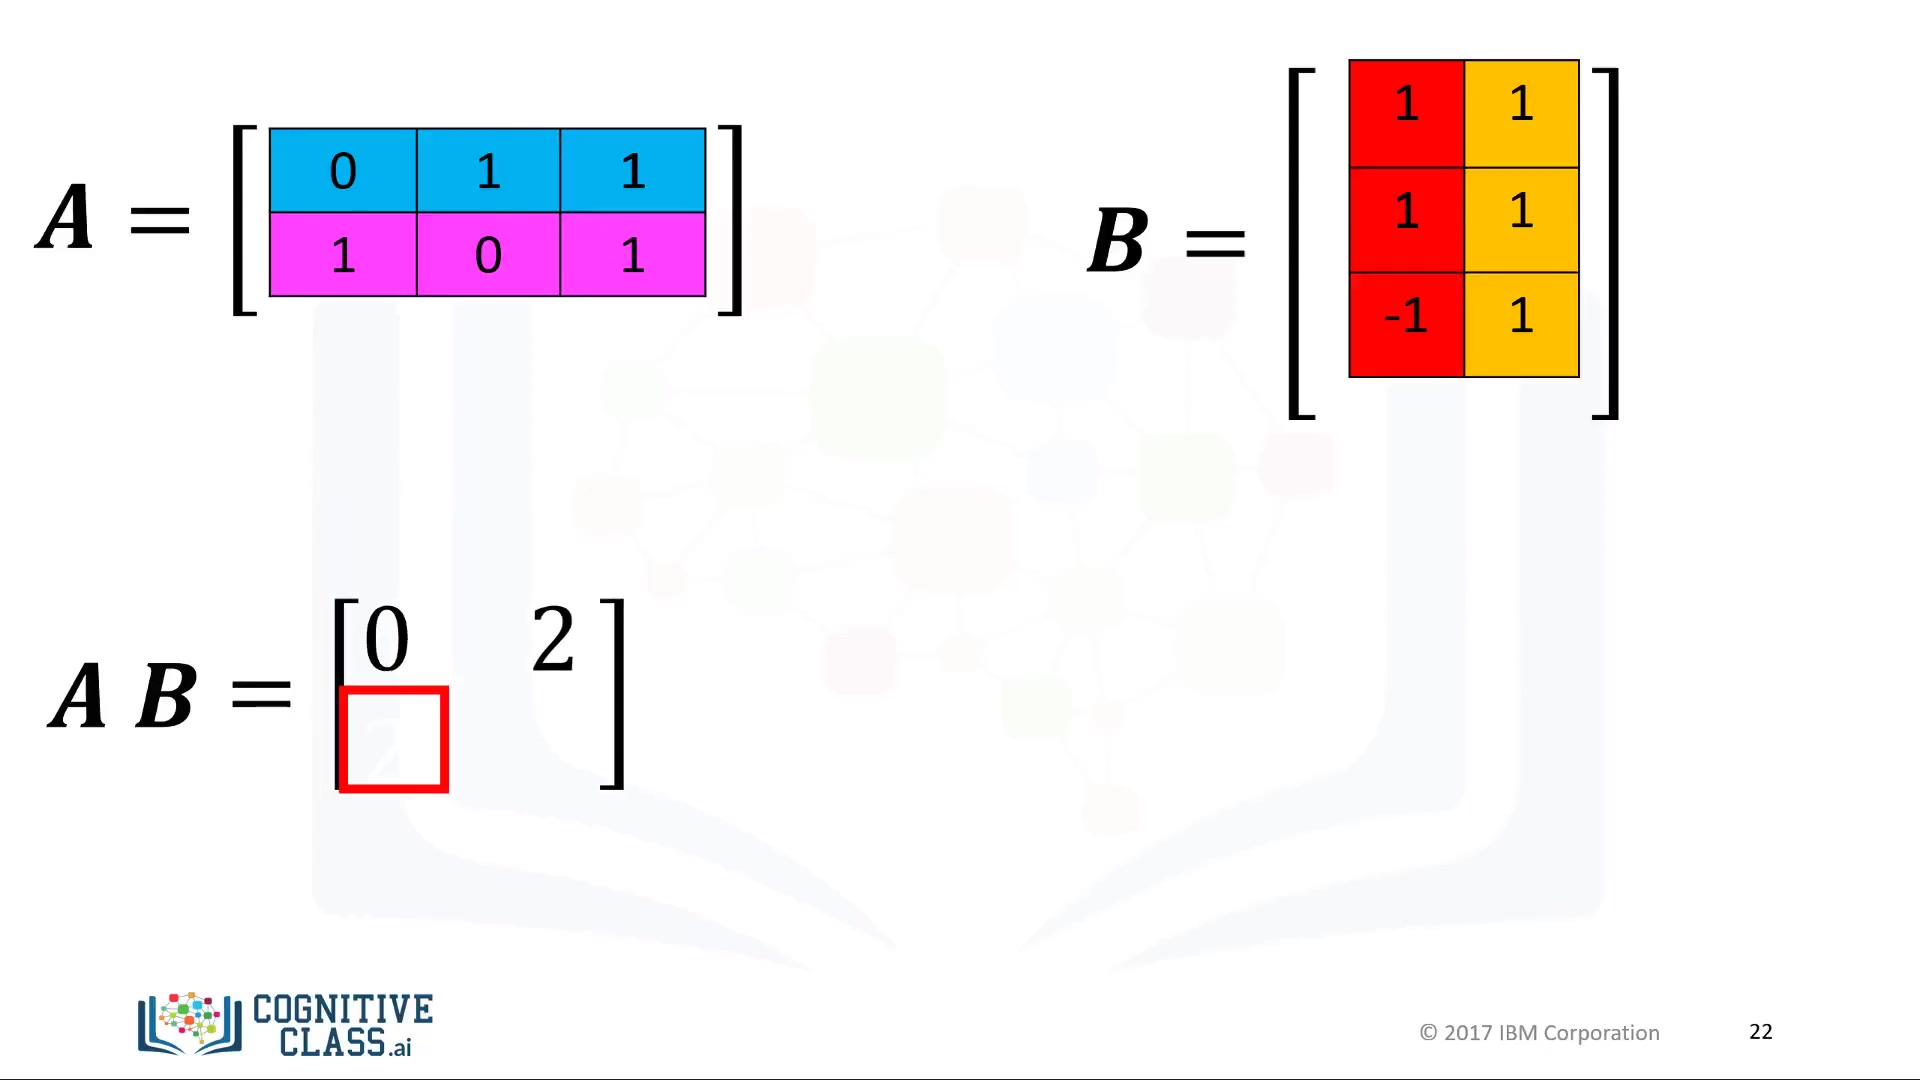 A = [ 0 1 1
1 0 1 ]
B = [ 1 1
1 1
-1 1 ]
A B = [ 0 2 ]
COGNITIVE
CLASS.ai
© 2017 IBM Corporation 22